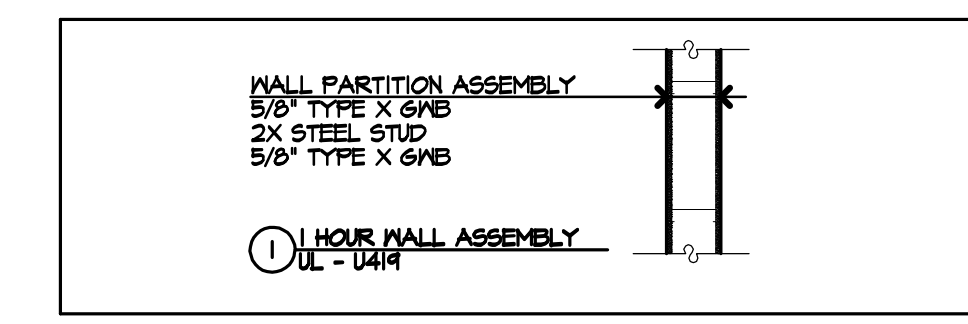 WALL PARTITION ASSEMBLY
5/8" TYPE X GWB
2X STEEL STUD
5/8" TYPE X GWB
1 1 HOUR WALL ASSEMBLY
UL - U419